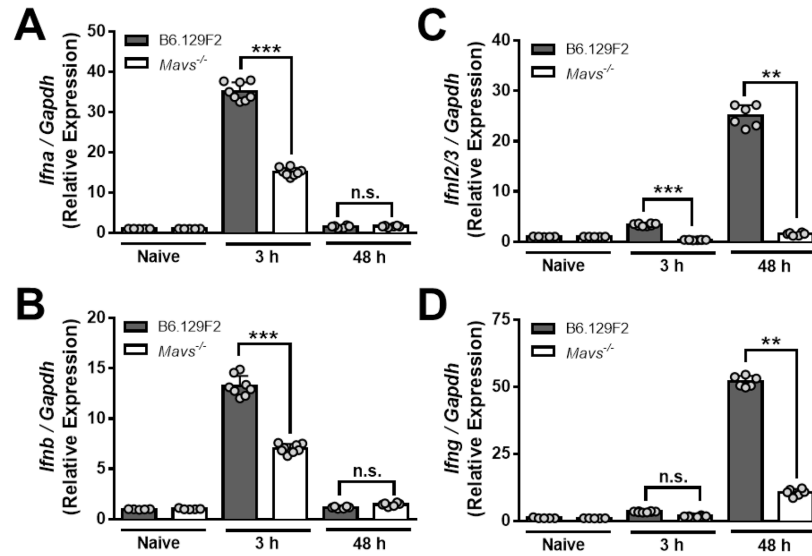 A
Ifna / Gapdh
(Relative Expression)
50
40
30
20
10
0
B6.129F2
Mavs-/-
***
n.s.
Naive
3 h
48 h
B
Ifnb / Gapdh
(Relative Expression)
20
15
10
5
0
B6.129F2
Mavs-/-
***
n.s.
Naive
3 h
48 h
C
Ifnl2/3 / Gapdh
(Relative Expression)
40
30
20
10
0
B6.129F2
Mavs-/-
***
**
Naive
3 h
48 h
D
Ifng / Gapdh
(Relative Expression)
75
50
25
0
B6.129F2
Mavs-/-
n.s.
**
Naive
3 h
48 h